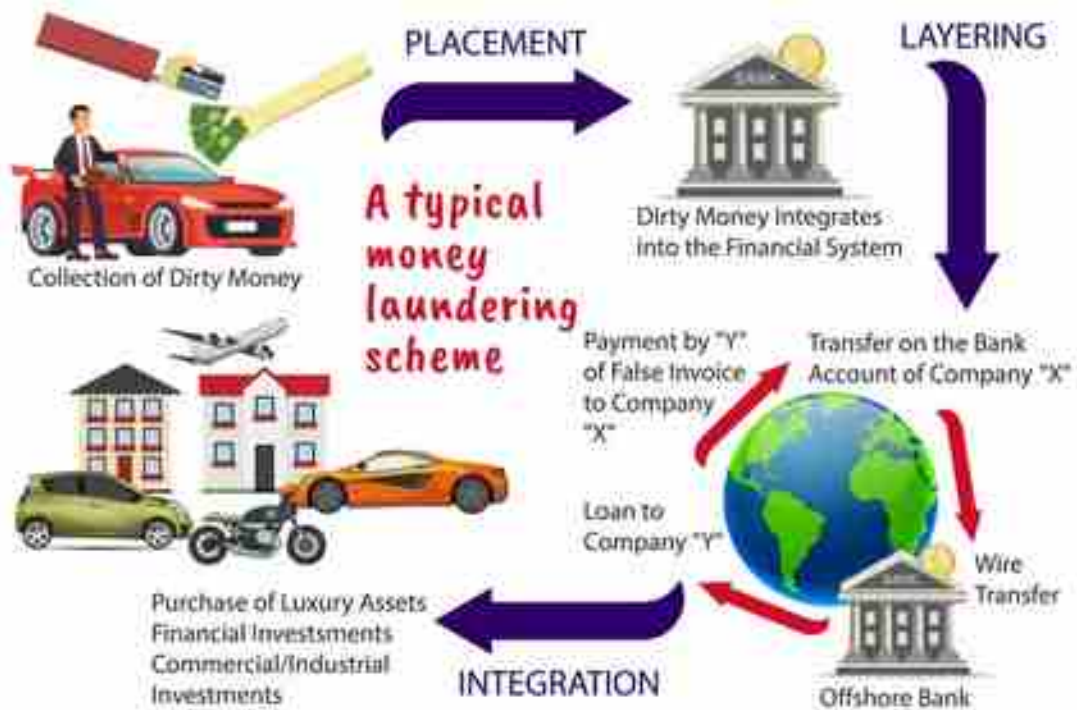 PLACEMENT
LAYERING
BANK
Dirty Money Integrates
into the Financial System
Collection of Dirty Money
A typical
money
laundering
scheme
Payment by "Y"
of False Invoice
to Company
"X"
Transfer on the Bank
Account of Company "X"
Loan to
Company "Y"
Wire
Transfer
Offshore Bank
Purchase of Luxury Assets
Financial Investsments
Commercial/Industrial
Investments
INTEGRATION